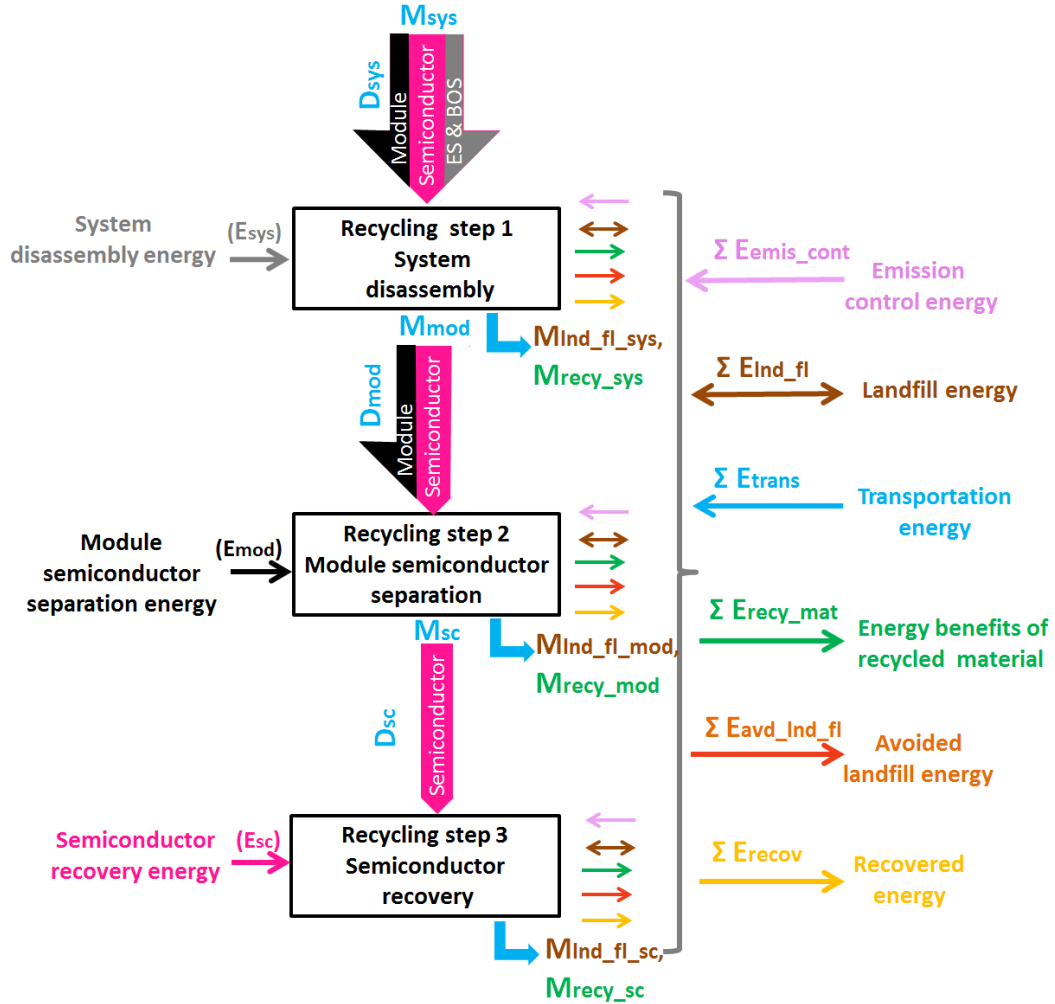 Msys
Dsys
Module
Semiconductor
ES & BOS
System
disassembly energy
(Esys)
Recycling step 1
System
disassembly
Σ Eemis_cont
Emission
control energy
Mmod
Mlnd_fl_sys,
Mrecy_sys
Dmod
Module
Semiconductor
Σ Elnd_fl
Landfill energy
Σ Etrans
Transportation
energy
Module
semiconductor
separation energy
(Emod)
Recycling step 2
Module semiconductor
separation
Msc
Mlnd_fl_mod,
Mrecy_mod
Σ Erecy_mat
Energy benefits of
recycled material
Dsc
Semiconductor
Σ Eavd_lnd_fl
Avoided
landfill energy
Semiconductor
recovery energy
(Esc)
Recycling step 3
Semiconductor
recovery
Σ Erecov
Recovered
energy
Mlnd_fl_sc,
Mrecy_sc